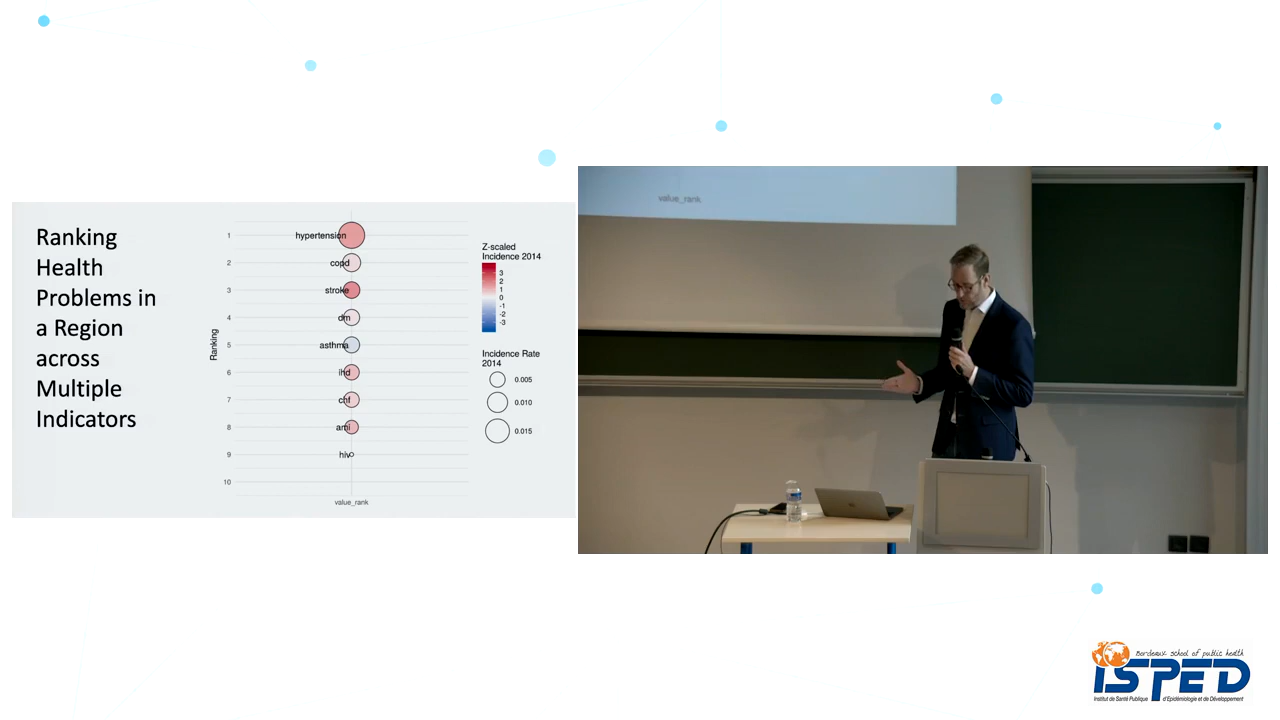 Ranking
Health
Problems in
a Region
across
Multiple
Indicators
Ranking
1
2
3
4
5
6
7
8
9
10
hypertension
copd
stroke
dm
asthma
ihd
chf
ami
hiv
value_rank
Z-scaled
Incidence 2014
3
2
1
0
-1
-2
-3
Incidence Rate
2014
0.005
0.010
0.015
value_rank
Bordeaux school of public health
ISPED
Institut de Santé Publique d'Epidémiologie et de Développement